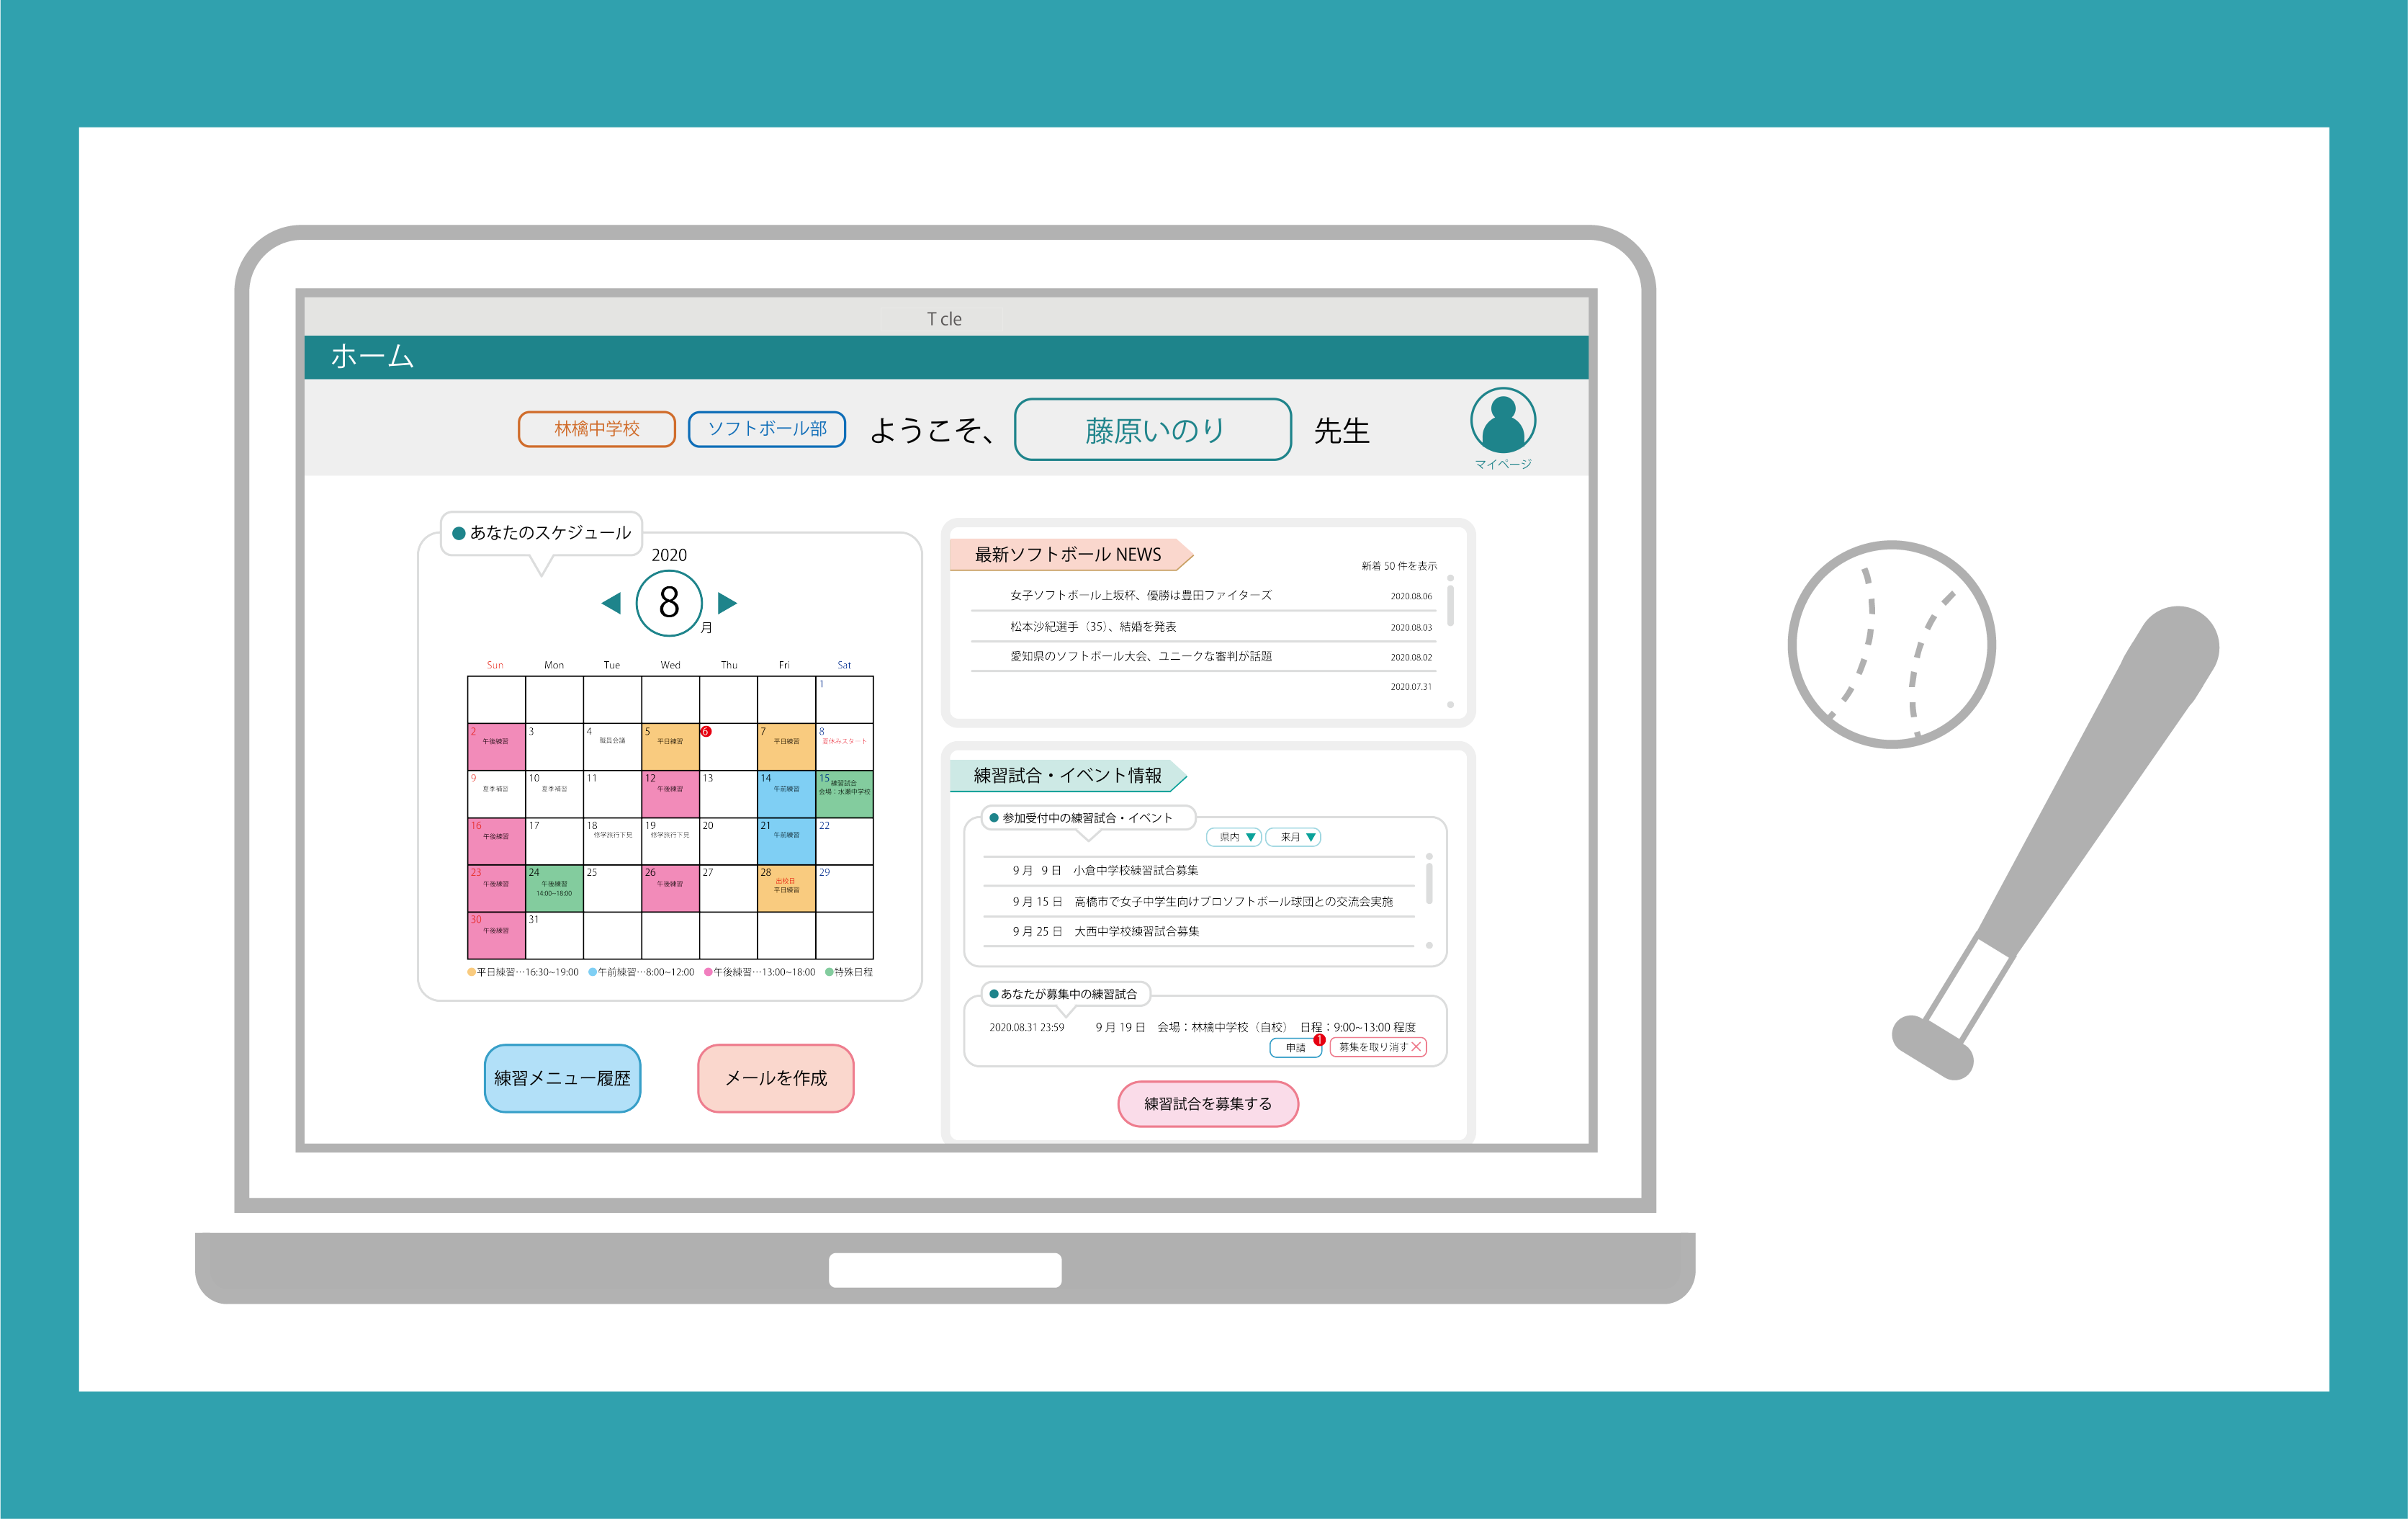 T cle
ホーム
林檎中学校 ソフトボール部 ようこそ、 藤原いのり 先生
マイページ
あなたのスケジュール
2020
8
月
Sun Mon Tue Wed Thu Fri Sat
1
2 3 4 5 6 7 8
午後練習 職員会議 平日練習 平日練習 夏休みスタート
9 10 11 12 13 14 15
夏季補習 夏季補習 午後練習 午前練習 練習試合
会場：水瀬中学校
16 17 18 19 20 21 22
午後練習 修学旅行下見 修学旅行下見 午前練習
23 24 25 26 27 28 29
午後練習 午後練習 午後練習 出校日
14:00~18:00 平日練習
30 31
午後練習
平日練習…16:30~19:00 午前練習…8:00~12:00 午後練習…13:00~18:00 特殊日程
練習メニュー履歴 メールを作成
最新ソフトボール NEWS
新着 50 件を表示
女子ソフトボール上坂杯、優勝は豊田ファイターズ 2020.08.06
松本沙紀選手（35）、結婚を発表 2020.08.03
愛知県のソフトボール大会、ユニークな審判が話題 2020.08.02
2020.07.31
練習試合・イベント情報
参加受付中の練習試合・イベント
県内 ▼ 来月 ▼
9 月 9 日 小倉中学校練習試合募集
9 月 15 日 高橋市で女子中学生向けプロソフトボール球団との交流会実施
9 月 25 日 大西中学校練習試合募集
あなたが募集中の練習試合
2020.08.31 23:59 9 月 19 日 会場：林檎中学校（自校） 日程：9:00~13:00 程度
申請 1 募集を取り消す×
練習試合を募集する